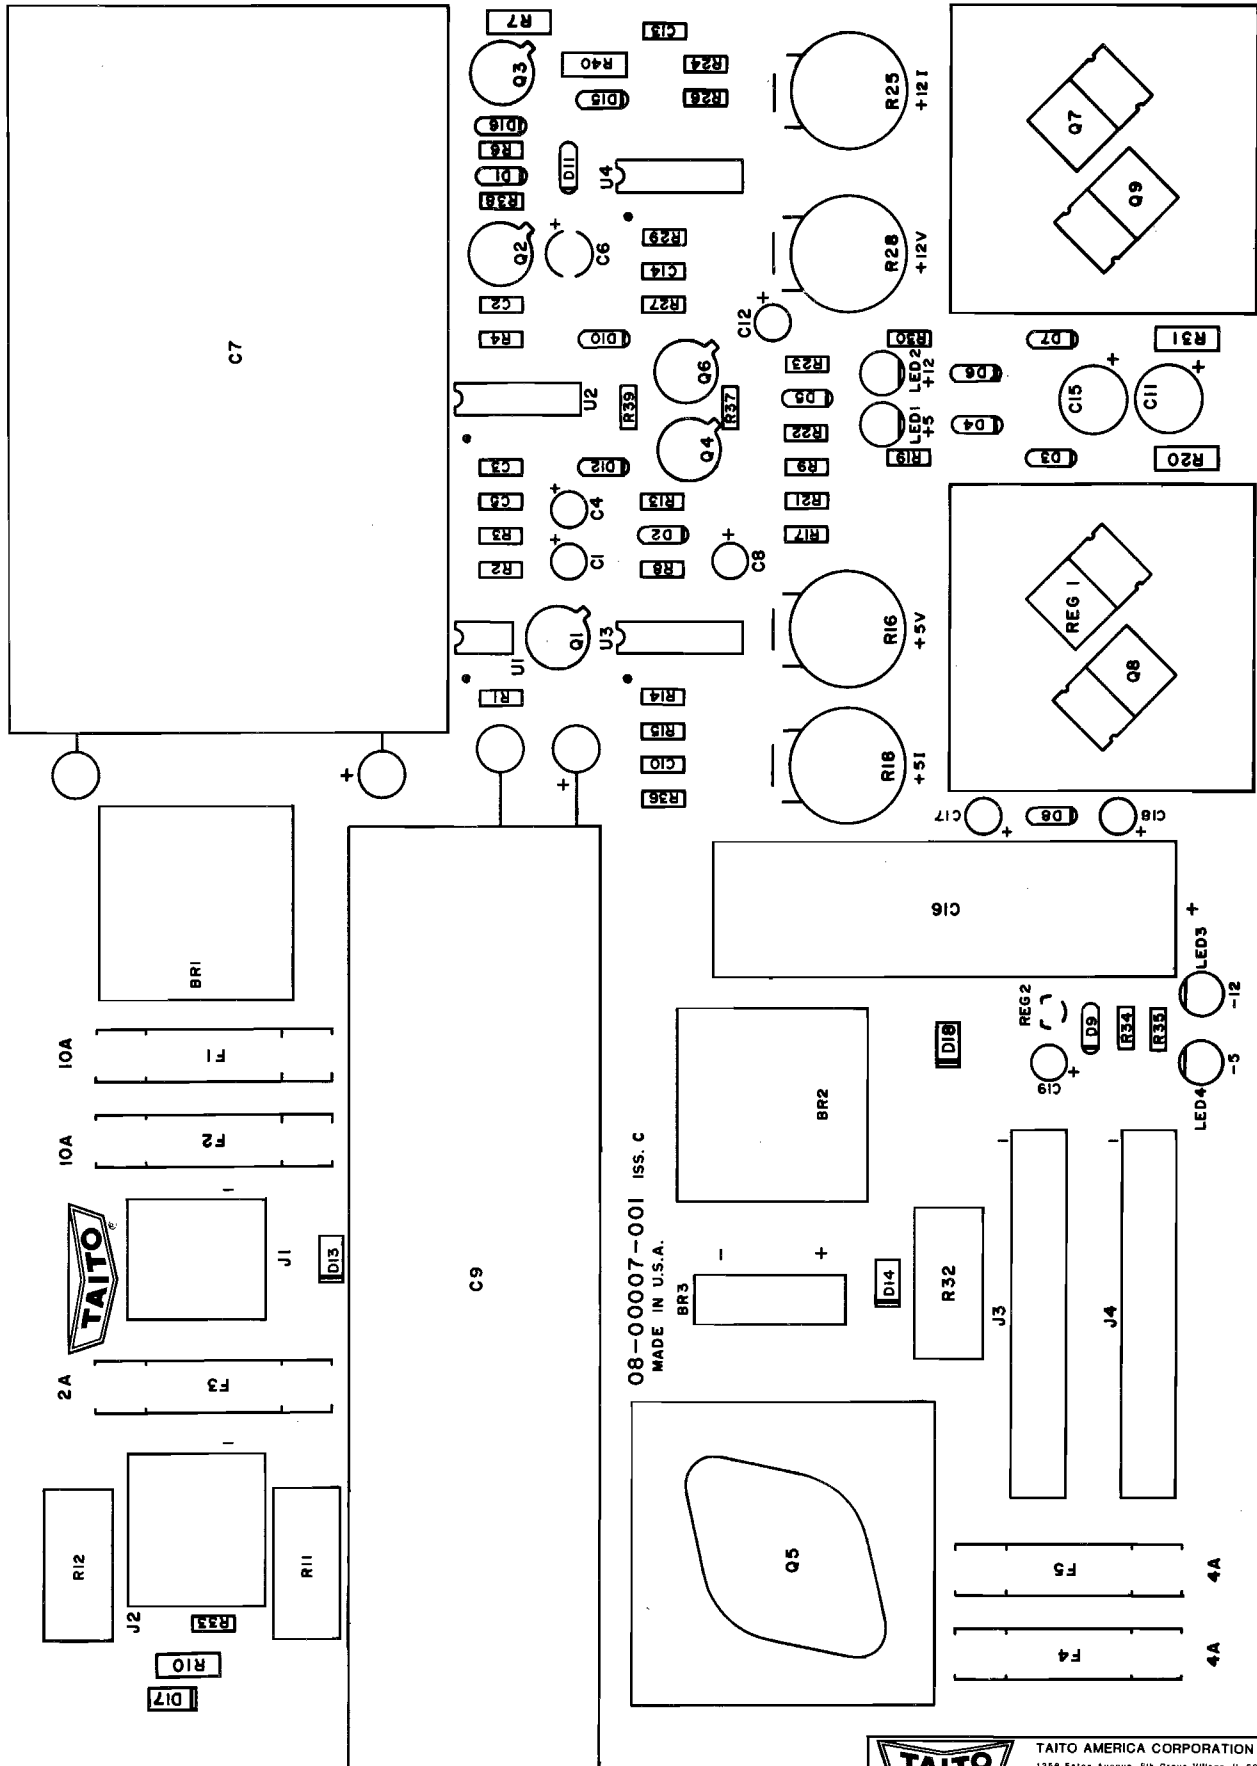 R7
C13
Q3
R40
R24
R25
+12I
D15
R26
Q7
D16
R6
D11
U4
D1
R38
Q9
R29
Q2
C6
R28
+12V
C14
C2
R27
C12
C7
R4
D10
R30
D7
R31
Q6
R23
LED2
+12
D6
U2
R39
R37
D5
C15
C11
LED1
+5
D4
Q4
R22
R19
D3
R20
C3
D12
R9
C5
C4
R13
R21
R3
D2
R17
R2
C1
R8
C8
REG 1
U1
Q1
U3
R16
+5V
Q8
R1
R14
R15
+
+
C10
R18
+5I
R36
C17
D8
C18
C16
+
LED3
-12
BR1
REG2
10A
F1
D18
D9
R34
R35
C19
-5
LED4
BR2
10A
F2
08-00007-001 ISS. C
MADE IN U.S.A.
TAITO
®
J1
D13
C9
BR3
-
+
D14
R32
J3
J4
2A
F3
R12
R11
J2
Q5
F5
4A
R33
R10
F4
4A
D17
TAITO
TAITO AMERICA CORPORATION